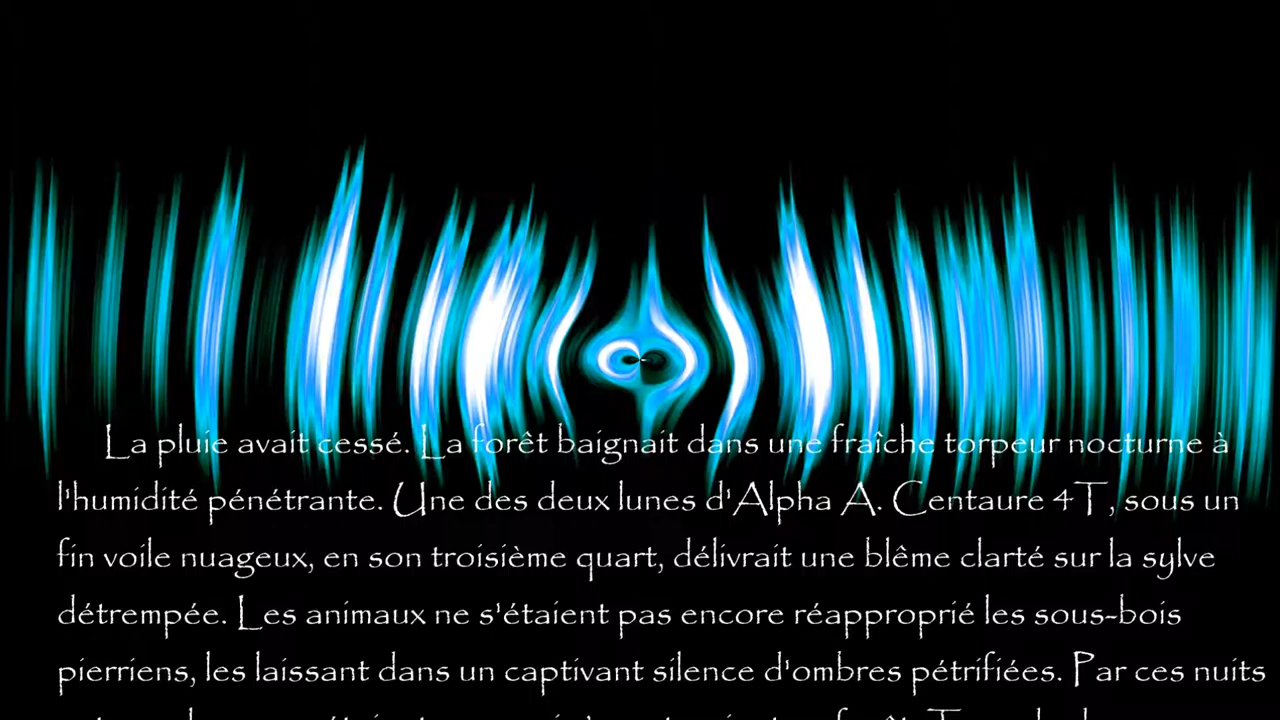 La pluie avait cessé. La forêt baignait dans une fraîche torpeur nocturne à
l'humidité pénétrante. Une des deux lunes d'Alpha A. Centaure 4T, sous un
fin voile nuageux, en son troisième quart, délivrait une blême clarté sur la sylve
détrempée. Les animaux ne s'étaient pas encore réapproprié les sous-bois
pierriens, les laissant dans un captivant silence d'ombres pétrifiées. Par ces nuits